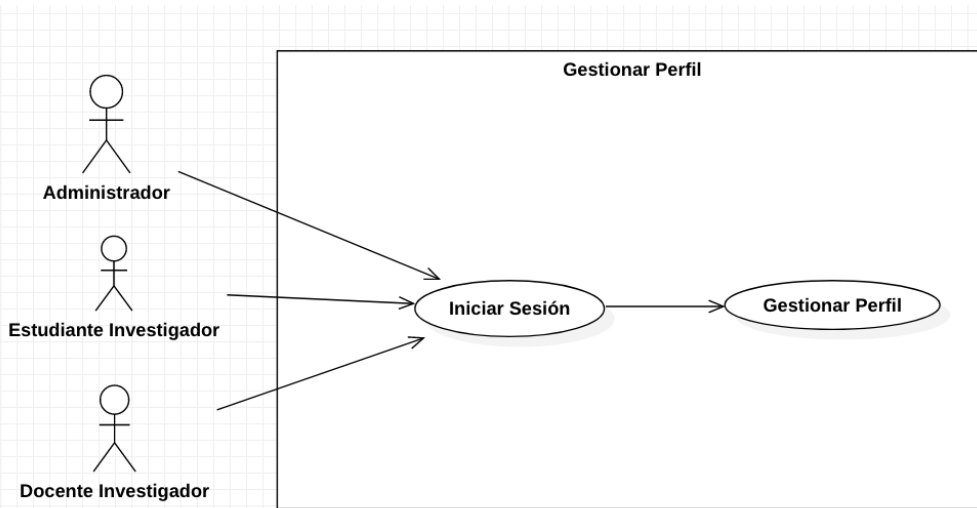 Gestionar Perfil
Administrador
Estudiante Investigador
Iniciar Sesión
Gestionar Perfil
Docente Investigador